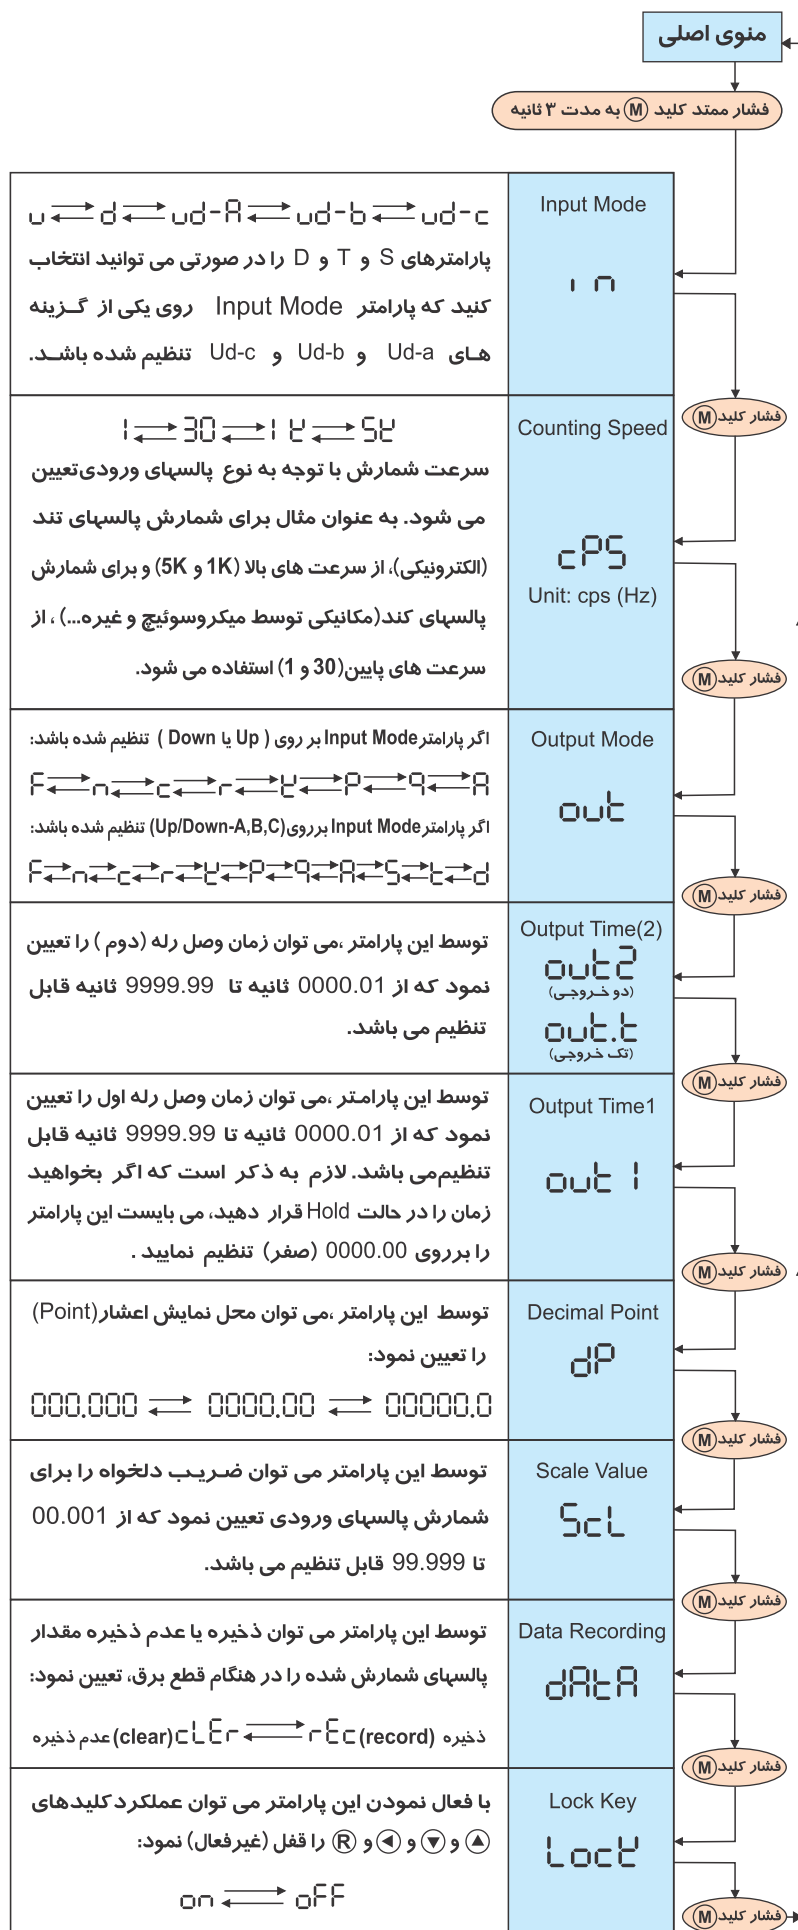 منوی اصلی
فشار ممتد کلید M به مدت ۳ ثانیه
Input Mode
in
u ⇄ d ⇄ ud-A ⇄ ud-b ⇄ ud-c
پارامترهای S و T و D را در صورتی می توانید انتخاب
کنید که پارامتر Input Mode روی یکی از گـزینه
هـای Ud-a و Ud-b و Ud-c تنظیم شده باشـد.
فشار کلید M
Counting Speed
cPS
Unit: cps (Hz)
1 ⇄ 30 ⇄ 1K ⇄ 5K
سرعت شمارش با توجه به نوع پالسهای ورودی‌تعیین
می شود. به عنوان مثال برای شمارش پالسهای تند
(الکترونیکی)، از سرعت های بالا (1K و 5K) و برای شمارش
پالسهای کند(مکانیکی توسط میکروسوئیچ و غیره...) ، از
سرعت های پایین(30 و 1) استفاده می شود.
فشار کلید M
Output Mode
out
اگر پارامتر Input Mode بر روی ( Up یا Down ) تنظیم شده باشد:
F ⇄ n ⇄ c ⇄ r ⇄ K ⇄ P ⇄ q ⇄ A
اگر پارامتر Input Mode برروی(Up/Down-A,B,C) تنظیم شده باشد:
F ⇄ n ⇄ c ⇄ r ⇄ K ⇄ P ⇄ q ⇄ A ⇄ S ⇄ t ⇄ d
فشار کلید M
Output Time(2)
out2
(دو خـروجـی)
out.t
(تک خروجی)
توسط این پارامتر ،می توان زمان وصل رله (دوم ) را تعیین
نمود که از 0000.01 ثانیه تا 9999.99 ثانیه قابل
تنظیم می باشد.
فشار کلید M
Output Time1
out 1
توسط این پارامتر ،می توان زمان وصل رله اول را تعیین
نمود که از 0000.01 ثانیه تا 9999.99 ثانیه قابل
تنظیم‌می باشد. لازم به ذکر است که اگر بخواهید
زمان را در حالت Hold قرار دهید، می بایست این پارامتر
را برروی 0000.00 (صفر) تنظیم نمایید .
فشار کلید M
Decimal Point
dP
توسط این پارامتر ،می توان محل نمایش اعشار(Point)
را تعیین نمود:
000.000 ⇄ 0000.00 ⇄ 00000.0
فشار کلید M
Scale Value
ScL
توسط این پارامتر می توان ضریب دلخواه را برای
شمارش پالسهای ورودی تعیین نمود که از 00.001
تا 99.999 قابل تنظیم می باشد.
فشار کلید M
Data Recording
dAtA
توسط این پارامتر می توان ذخیره یا عدم ذخیره مقدار
پالسهای شمارش شده را در هنگام قطع برق، تعیین نمود:
ذخیره (record) rEc ⇄ cLEr (clear) عدم ذخیره
فشار کلید M
Lock Key
LocK
با فعال نمودن این پارامتر می توان عملکرد کلیدهای
▲ و ▼ و ◀ و R را قفل (غیرفعال) نمود:
on ⇄ oFF
فشار کلید M